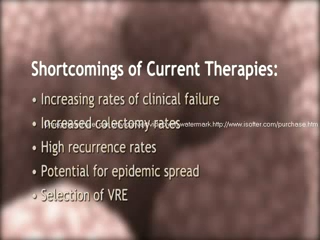 Shortcomings of Current Therapies:
• Increasing rates of clinical failure
• Increased colectomy rates
watermark.http://www.isofter.com/purchase.htm
• High recurrence rates
• Potential for epidemic spread
• Selection of VRE